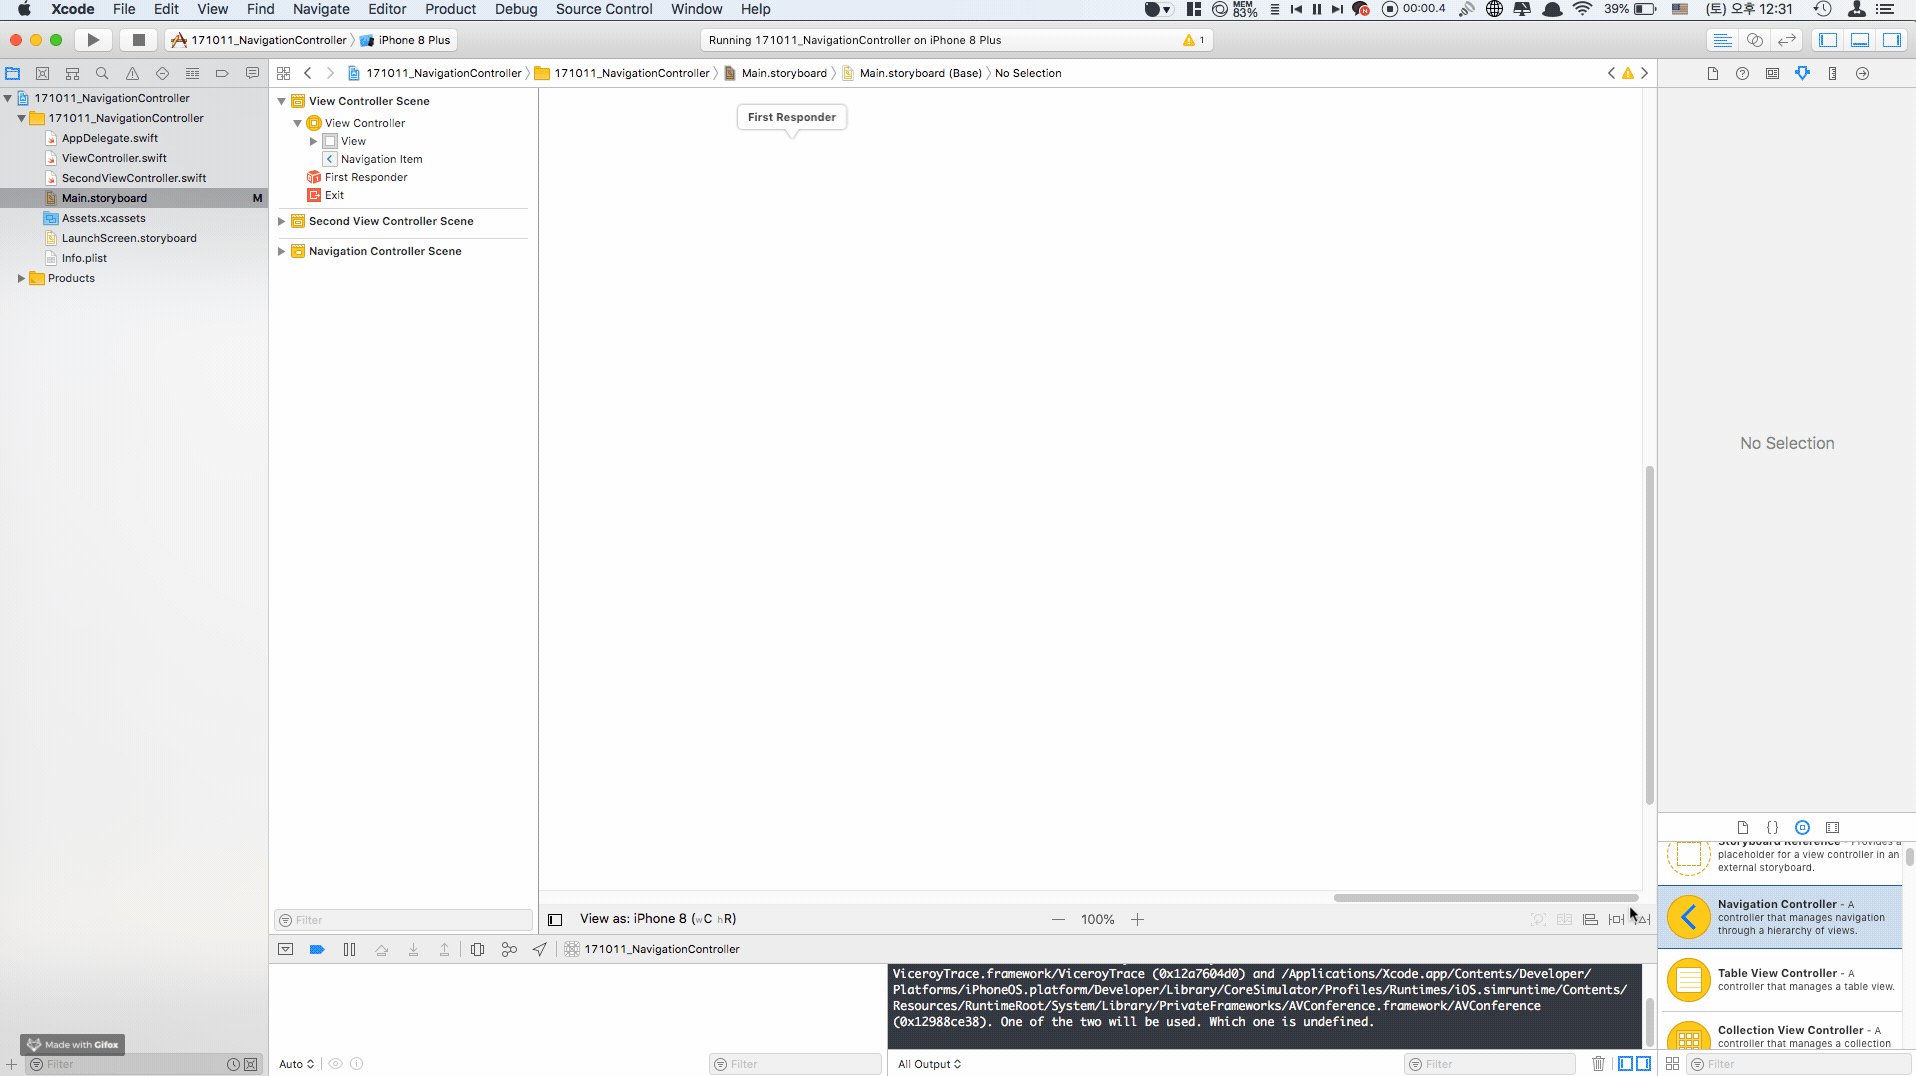 Xcode File Edit View Find Navigate Editor Product Debug Source Control Window Help
MEM 83% 00:00.4 39% (토) 오후 12:31
171011_NavigationController iPhone 8 Plus
Running 171011_NavigationController on iPhone 8 Plus 1
171011_NavigationController 171011_NavigationController Main.storyboard Main.storyboard (Base) No Selection
171011_NavigationController
171011_NavigationController
AppDelegate.swift
ViewController.swift
SecondViewController.swift
Main.storyboard M
Assets.xcassets
LaunchScreen.storyboard
Info.plist
Products
View Controller Scene
View Controller
View
Navigation Item
First Responder
Exit
Second View Controller Scene
Navigation Controller Scene
First Responder
No Selection
Filter
View as: iPhone 8 (wC hR)
100%
171011_NavigationController
ViceroyTrace.framework/ViceroyTrace (0x12a7604d0) and /Applications/Xcode.app/Contents/Developer/
Platforms/iPhoneOS.platform/Developer/Library/CoreSimulator/Profiles/Runtimes/iOS.simruntime/Contents/
Resources/RuntimeRoot/System/Library/PrivateFrameworks/AVConference.framework/AVConference
(0x12988ce38). One of the two will be used. Which one is undefined.
Storyboard Reference - Provides a
placeholder for a view controller in an
external storyboard.
Navigation Controller - A
controller that manages navigation
through a hierarchy of views.
Table View Controller - A
controller that manages a table view.
Collection View Controller - A
controller that manages a collection
Made with Gifox
Filter
Auto
Filter
All Output
Filter
Filter